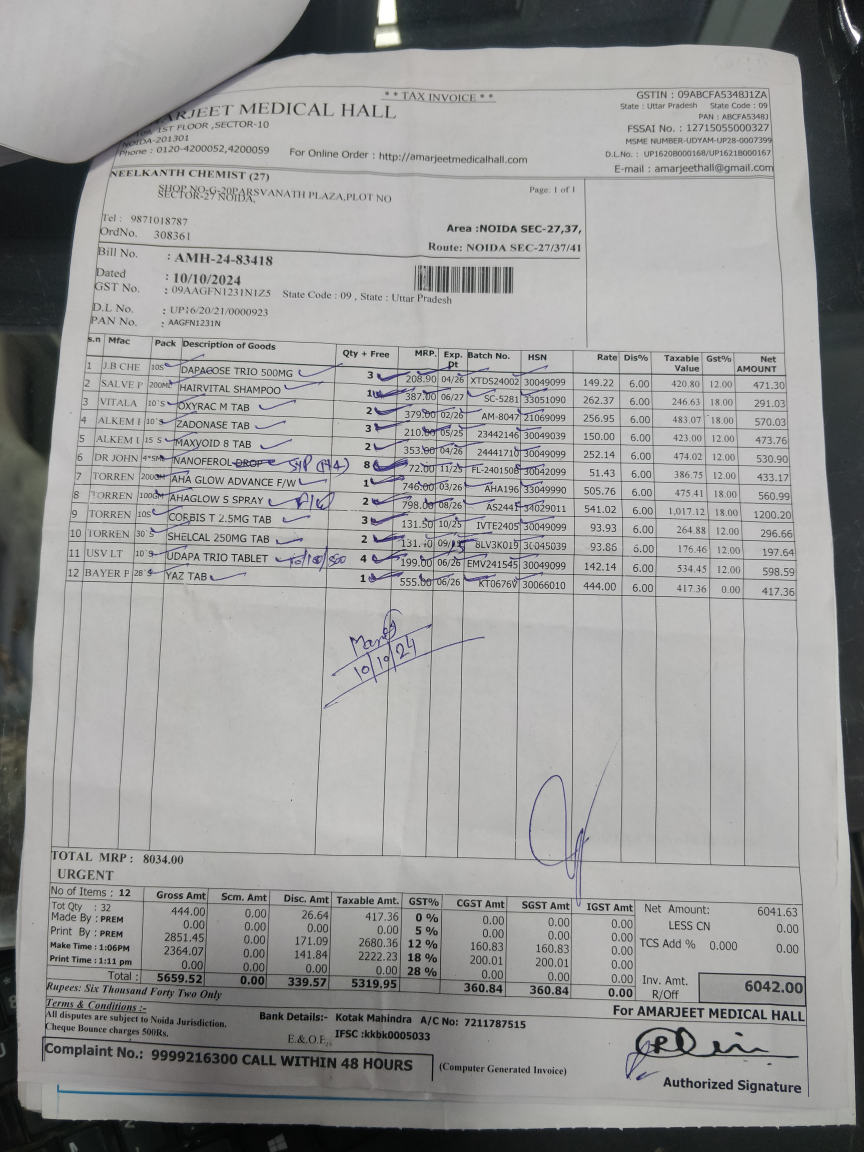 * * TAX INVOICE * *
MARJEET MEDICAL HALL
1ST FLOOR ,SECTOR-10
NOIDA-201301
Phone : 0120-4200052,4200059 For Online Order : http://amarjeetmedicalhall.com
GSTIN : 09ABCFA5348J1ZA
State : Uttar Pradesh State Code : 09
PAN : ABCFA5348J
FSSAI No. : 12715055000327
MSME NUMBER-UDYAM-UP28-0007399
D.L.No. : UP1620B000168/UP1621B000167
E-mail : amarjeethall@gmail.com
NEELKANTH CHEMIST (27)
SHOP NO-G-20PARSVANATH PLAZA,PLOT NO
SECTOR-27 NOIDA,
Page: 1 of 1
Tel : 9871018787
OrdNo. 308361
Area :NOIDA SEC-27,37,
Route: NOIDA SEC-27/37/41
Bill No. : AMH-24-83418
Dated : 10/10/2024
GST No. : 09AAGFN1231N1Z5 State Code : 09 , State : Uttar Pradesh
D.L No. : UP16/20/21/0000923
PAN No. : AAGFN1231N
s.n Mfac Pack Description of Goods Qty + Free MRP. Exp. Dt Batch No. HSN Rate Dis% Taxable Value Gst% Net AMOUNT
1 J.B CHE 10S DAPAGOSE TRIO 500MG 3 208.90 04/26 XTDS24002 30049099 149.22 6.00 420.80 12.00 471.30
2 SALVE P 200ML HAIRVITAL SHAMPOO 1 387.00 06/27 SC-5281 33051090 262.37 6.00 246.63 18.00 291.03
3 VITALA 10`S OXYRAC M TAB 2 379.00 02/26 AM-8047 21069099 256.95 6.00 483.07 18.00 570.03
4 ALKEM I 10`S ZADONASE TAB 3 210.00 05/25 23442146 30049039 150.00 6.00 423.00 12.00 473.76
5 ALKEM I 15 S MAXVOID 8 TAB 2 353.00 04/26 24441710 30049099 252.14 6.00 474.02 12.00 530.90
6 DR JOHN 4*5ML NANOFEROL DROP 8 72.00 11/25 FL-2401508 30042099 51.43 6.00 386.75 12.00 433.17
7 TORREN 200GM AHA GLOW ADVANCE F/W 1 746.00 03/26 AHA196 33049990 505.76 6.00 475.41 18.00 560.99
8 TORREN 100GM AHAGLOW S SPRAY 2 798.00 08/26 AS2441 34029011 541.02 6.00 1,017.12 18.00 1200.20
9 TORREN 10S CORBIS T 2.5MG TAB 3 131.50 10/25 IVTE2405 30049099 93.93 6.00 264.88 12.00 296.66
10 TORREN 30`S SHELCAL 250MG TAB 2 8LV3K019 30045039 93.86 6.00 176.46 12.00 197.64
11 USV LT 10`S UDAPA TRIO TABLET 10/100/500 4 199.00 06/26 EMV241545 30049099 142.14 6.00 534.45 12.00 598.59
12 BAYER P 28`S YAZ TAB 1 555.00 06/26 KT0676V 30066010 444.00 6.00 417.36 0.00 417.36
10/10/24
TOTAL MRP : 8034.00
URGENT
No of Items : 12 Gross Amt Scm. Amt Disc. Amt Taxable Amt. GST% CGST Amt SGST Amt IGST Amt
Tot Qty : 32 444.00 0.00 26.64 417.36 0 % 0.00 0.00 0.00
Made By : PREM 0.00 0.00 0.00 0.00 5 % 0.00 0.00 0.00
Print By : PREM 2851.45 0.00 171.09 2680.36 12 % 160.83 160.83 0.00
Make Time : 1:06PM 2364.07 0.00 141.84 2222.23 18 % 200.01 200.01 0.00
Print Time : 1:11 pm 0.00 0.00 0.00 0.00 28 % 0.00 0.00 0.00
Total : 5659.52 0.00 339.57 5319.95 360.84 360.84 0.00
Net Amount: 6041.63
LESS CN 0.00
TCS Add % 0.000 0.00
Inv. Amt. R/Off 6042.00
Rupees: Six Thousand Forty Two Only
Terms & Conditions :-
All disputes are subject to Noida Jurisdiction.
Cheque Bounce charges 500Rs.
E.& O.E.
Bank Details:- Kotak Mahindra A/C No: 7211787515
IFSC :kkbk0005033
For AMARJEET MEDICAL HALL
Complaint No.: 9999216300 CALL WITHIN 48 HOURS
(Computer Generated Invoice)
Authorized Signature